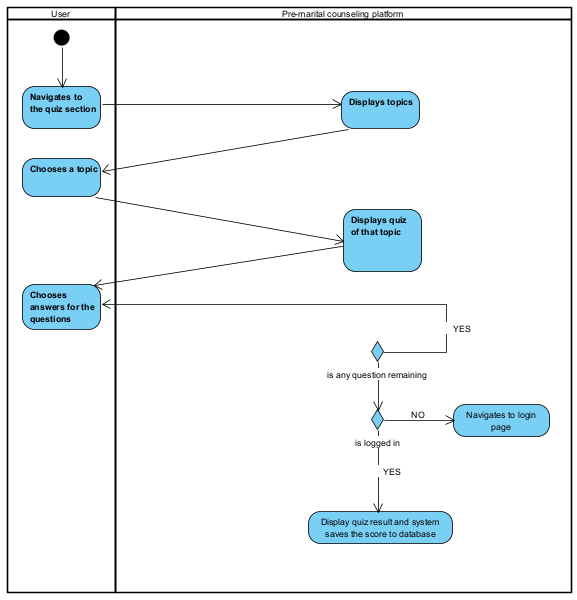 User
Pre-marital counseling platform
Navigates to
the quiz section
Displays topics
Chooses a topic
Displays quiz
of that topic
Chooses
answers for the
questions
YES
is any question remaining
NO
Navigates to login
page
is logged in
YES
Display quiz result and system
saves the score to database